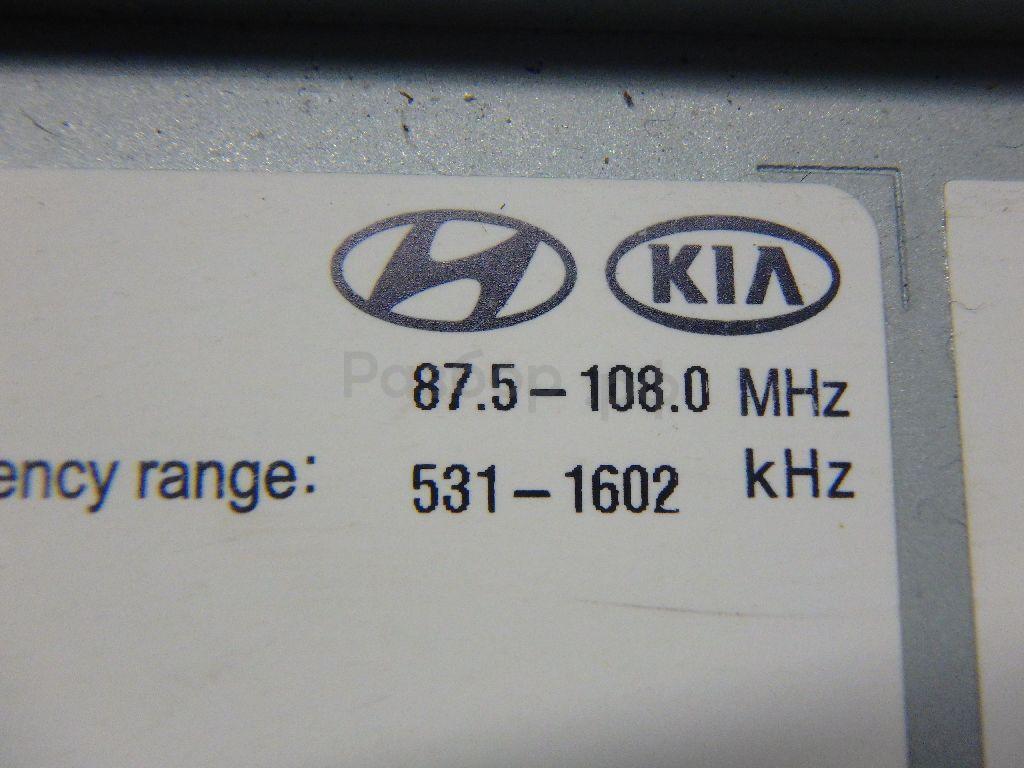 KIA
87.5-108.0 MHz
ency range: 531-1602 kHz